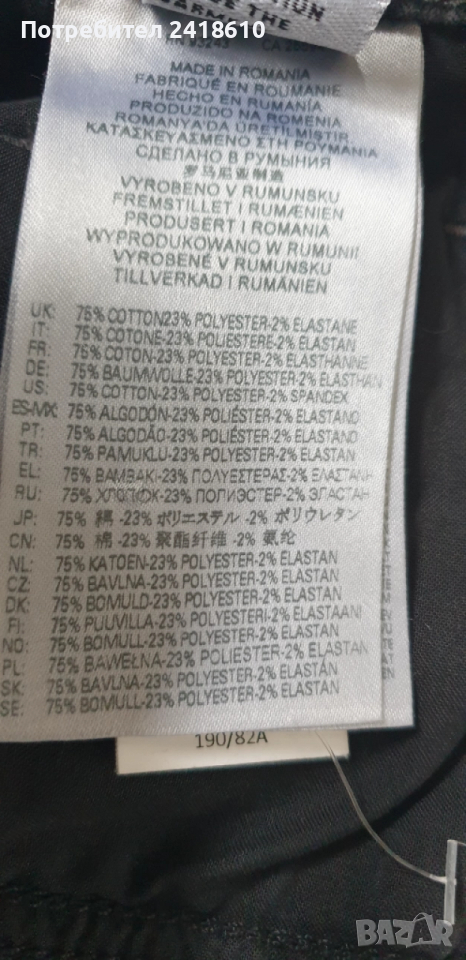 Потребител 2418610
THE
MADE IN ROMANIA
FABRIQUÉ EN ROUMANIE
HECHO EN RUMANÍA
PRODUZIDO NA ROMENIA
ROMANYA'DA ÜRETİLMİŞTİR
ΚΑΤΑΣΚΕΥΑΣΜΕΝΟ ΣΤΗ ΡΟΥΜΑΝΙΑ
СДЕЛАНО В РУМЫНИЯ
罗马尼亚制造
VYROBENO V RUMUNSKU
FREMSTILLET I RUMÆNIEN
PRODUSERT I ROMANIA
WYPRODUKOWANO W RUMUNII
VYROBENÉ V RUMUNSKU
TILLVERKAD I RUMÄNIEN
UK: 75% COTTON23% POLYESTER-2% ELASTANE
IT: 75% COTONE-23% POLIESTERE-2% ELASTAN
FR: 75% COTON-23% POLYESTER-2% ELASTHANNE
DE: 75% BAUMWOLLE-23% POLYESTER-2% ELASTHAN
US: 75% COTTON-23% POLYESTER-2% SPANDEX
ES-MX: 75% ALGODÓN-23% POLIÉSTER-2% ELASTANO
PT: 75% ALGODÃO-23% POLIÉSTER-2% ELASTANO
TR: 75% PAMUKLU-23% POLYESTER-2% ELASTAN
EL: 75% ΒΑΜΒΑΚΙ-23% ΠΟΛΥΕΣΤΕΡΑΣ-2% ΕΛΑΣΤΑΝΗ
RU: 75% ХЛОПОК-23% ПОЛИЭСТЕР-2% ЭЛАСТАН
JP: 75% 綿 -23% ポリエステル -2% ポリウレタン
CN: 75% 棉 -23% 聚酯纤维 -2% 氨纶
NL: 75% KATOEN-23% POLYESTER-2% ELASTAN
CZ: 75% BAVLNA-23% POLYESTER-2% ELASTAN
DK: 75% BOMULD-23% POLYESTER-2% ELASTAN
FI: 75% PUUVILLA-23% POLYESTERI-2% ELASTAANI
NO: 75% BOMULL-23% POLYESTER-2% ELASTAN
PL: 75% BAWEŁNA-23% POLIESTER-2% ELASTAN
SK: 75% BAVLNA-23% POLYESTER-2% ELASTAN
SE: 75% BOMULL-23% POLYESTER-2% ELASTAN
190/82A
BAZAR